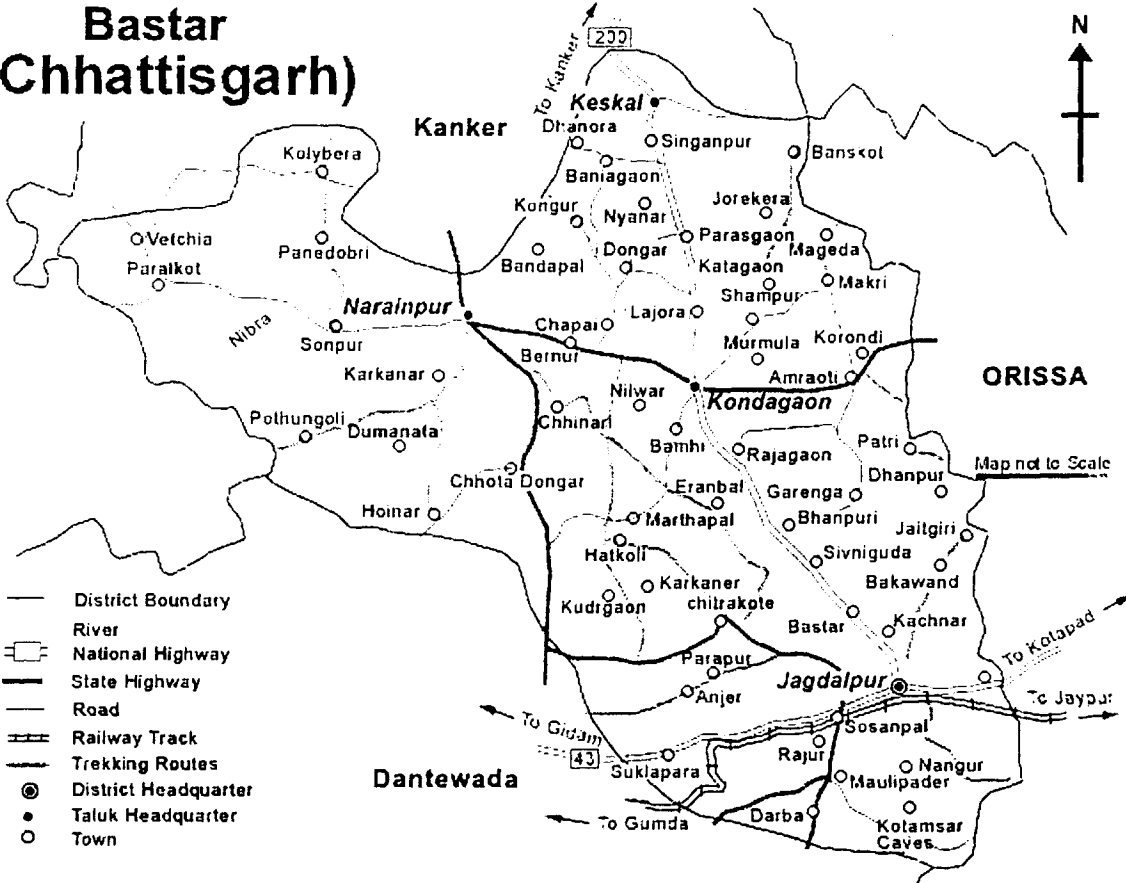 Bastar
(Chhattisgarh)
N
200
To Kanker
Kanker
Keskal
Dhanora
Singanpur
Banskot
Kolybera
Baniagaon
Kongur
Nyanar
Jorekera
Vetchia
Panedobri
Bandapal
Dongar
Parasgaon
Mageda
Paralkot
Katagaon
Makri
Shampur
Narainpur
Nibra
Sonpur
Chapai
Lajora
Bernur
Murmula
Korondi
Karkanar
Nilwar
Amraoti
ORISSA
Kondagaon
Pothungoli
Dumanata
Chhinari
Bamhi
Rajagaon
Patri
Map not to Scale
Chhota Dongar
Eranbal
Garenga
Dhanpur
Hoinar
Marthapal
Bhanpuri
Jaitgiri
Hatkoli
Sivniguda
Bakawand
Karkaner
Kudrgaon
chitrakote
Bastar
Kachnar
To Kotapad
Parapur
Jagdalpur
Anjer
To Jaypur
To Gidam
Sosanpal
43
Suklapara
Rajur
Nangur
Dantewada
Maulipader
To Gumda
Darba
Kotamsar
Caves
District Boundary
River
National Highway
State Highway
Road
Railway Track
Trekking Routes
District Headquarter
Taluk Headquarter
Town